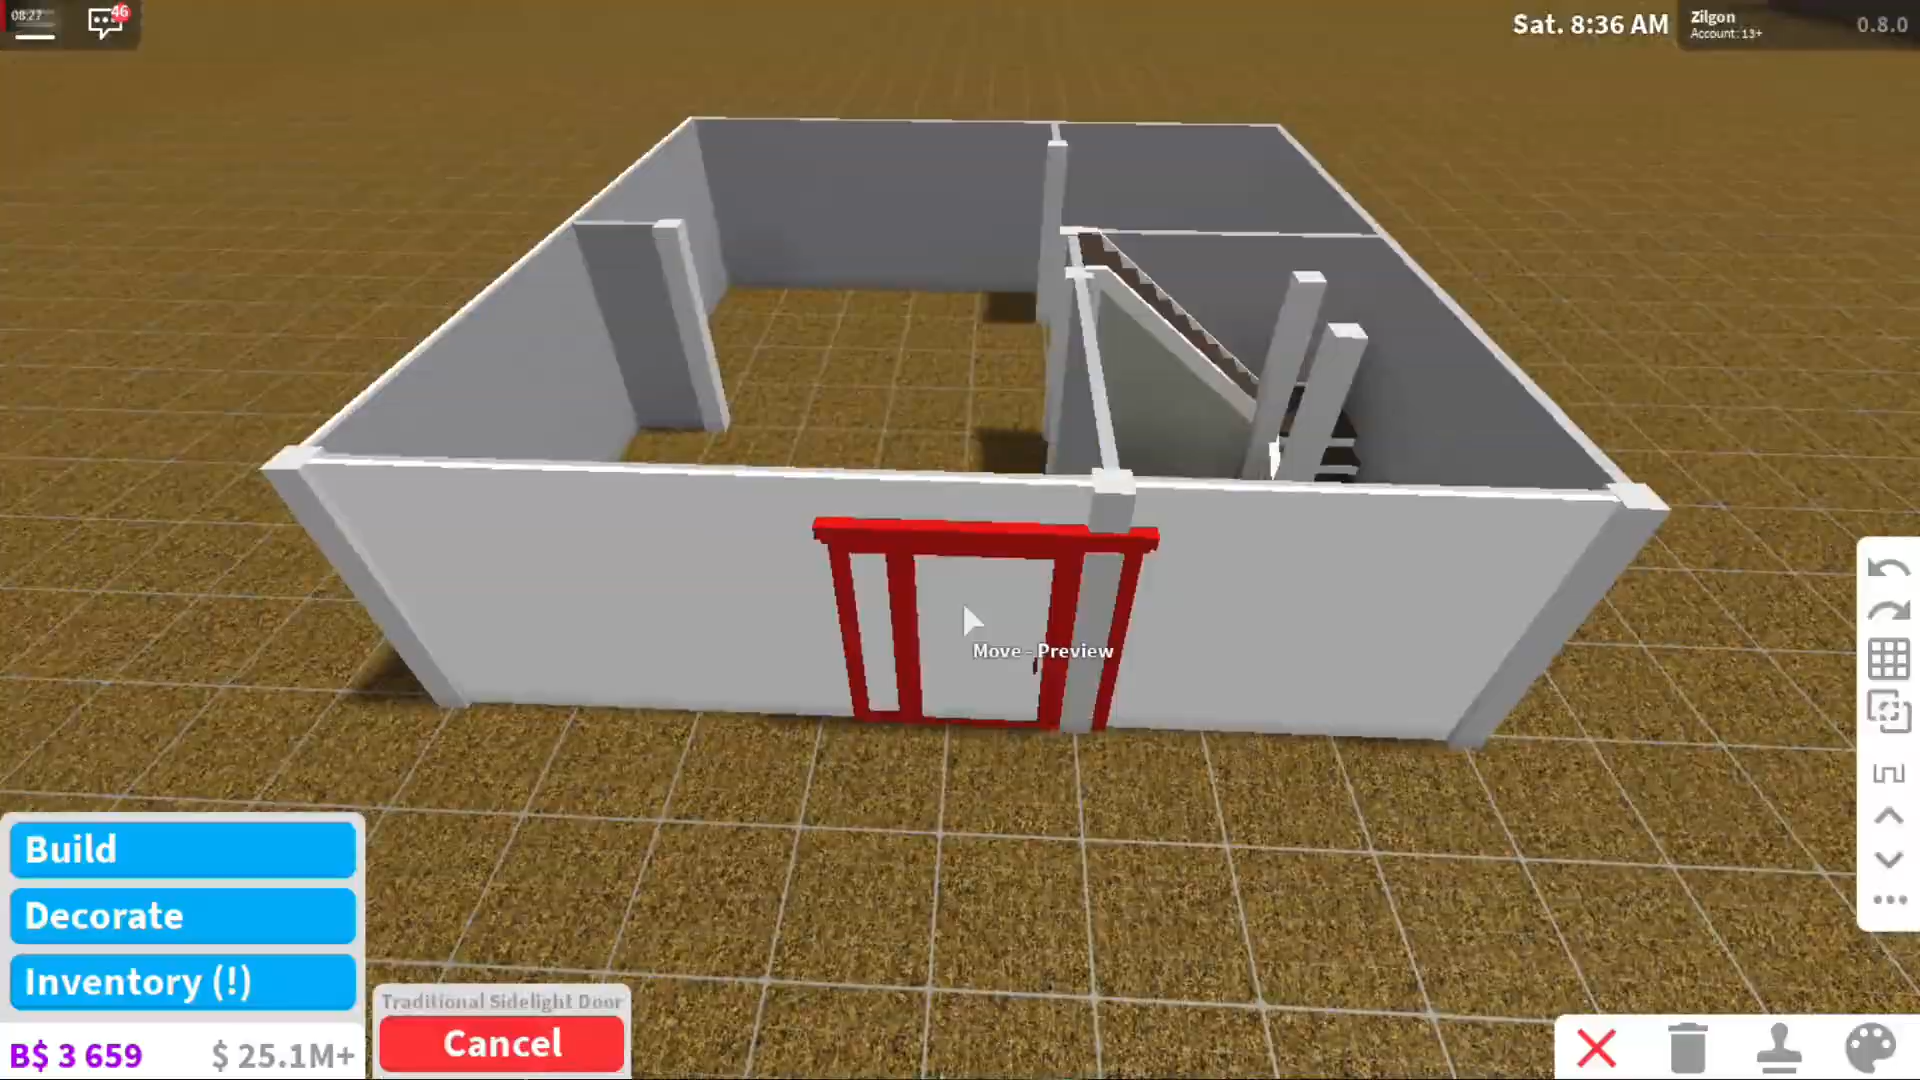 08:27
46
Sat. 8:36 AM
Zilgon
Account: 13+
0.8.0
Move - Preview
Build
Decorate
Inventory (!)
Traditional Sidelight Door
Cancel
B$ 3 659
$ 25.1M+